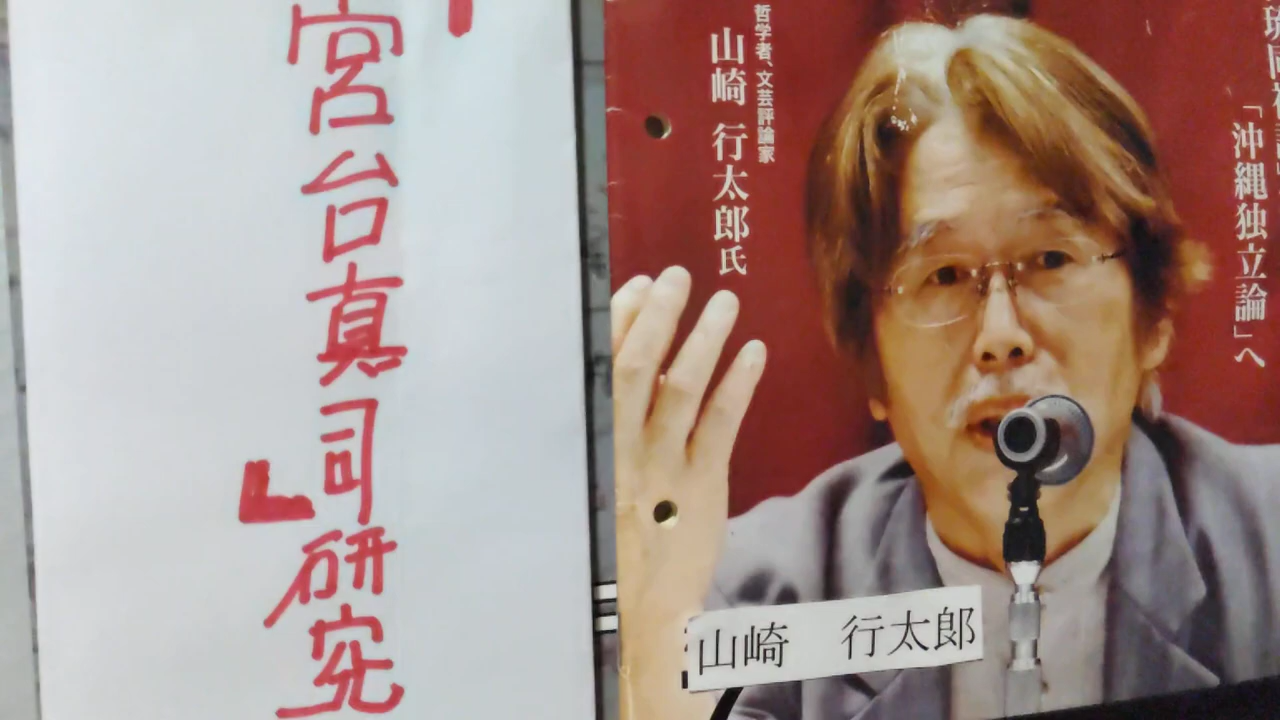 『宮台真司』研究
哲学者、文芸評論家
山崎 行太郎氏
「沖縄独立論」へ
山崎 行太郎